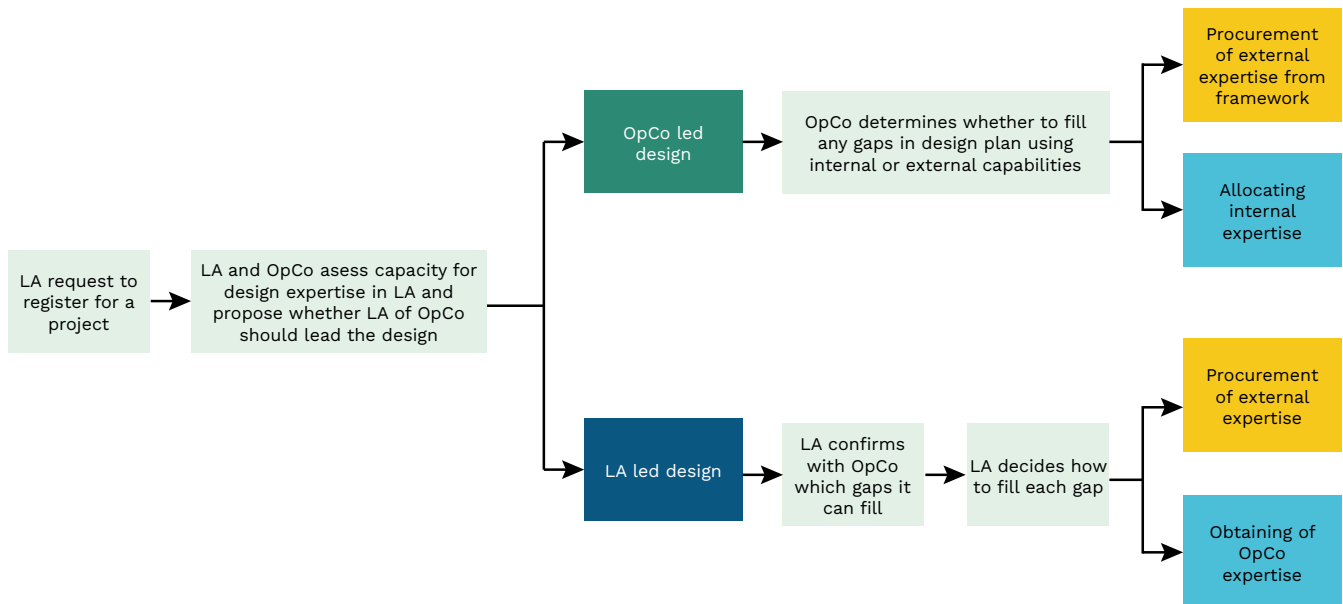 LA request to
register for a
project
LA and OpCo asess capacity for
design expertise in LA and
propose whether LA of OpCo
should lead the design
OpCo led
design
OpCo determines whether to fill
any gaps in design plan using
internal or external capabilities
Procurement
of external
expertise from
framework
Allocating
internal
expertise
LA led design
LA confirms
with OpCo
which gaps it
can fill
LA decides how
to fill each gap
Procurement
of external
expertise
Obtaining of
OpCo
expertise